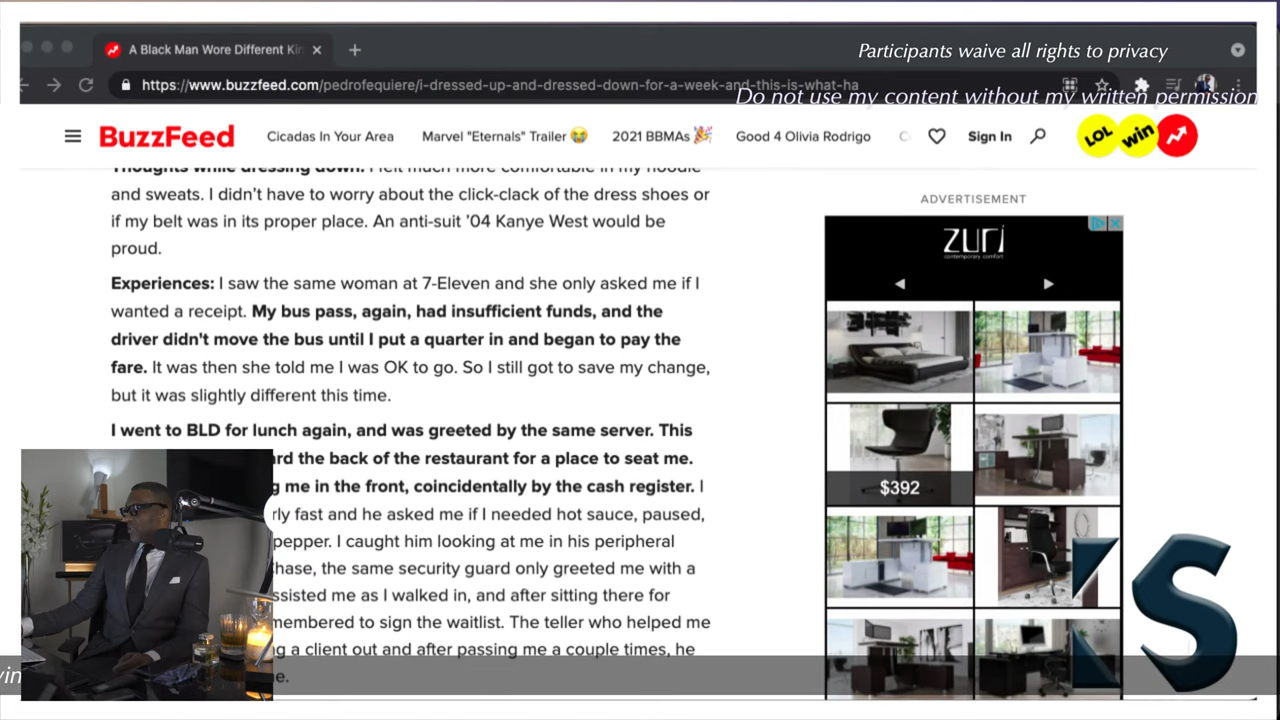 A Black Man Wore Different Kin
Participants waive all rights to privacy
https://www.buzzfeed.com/pedrofequiere/i-dressed-up-and-dressed-down-for-a-week-and-this-is-what-ha
Do not use my content without my written permission
BuzzFeed
Cicadas In Your Area
Marvel "Eternals" Trailer 😭
2021 BBMAs 🎉
Good 4 Olivia Rodrigo
Sign In
LOL
win
Thoughts while dressing down: I felt much more comfortable in my hoodie
and sweats. I didn't have to worry about the click-clack of the dress shoes or
if my belt was in its proper place. An anti-suit '04 Kanye West would be
proud.
Experiences: I saw the same woman at 7-Eleven and she only asked me if I
wanted a receipt. My bus pass, again, had insufficient funds, and the
driver didn't move the bus until I put a quarter in and began to pay the
fare. It was then she told me I was OK to go. So I still got to save my change,
but it was slightly different this time.
I went to BLD for lunch again, and was greeted by the same server. This
the back of the restaurant for a place to seat me.
me in the front, coincidentally by the cash register. I
fast and he asked me if I needed hot sauce, paused,
pepper. I caught him looking at me in his peripheral
the same security guard only greeted me with a
me as I walked in, and after sitting there for
to sign the waitlist. The teller who helped me
a client out and after passing me a couple times, he
ADVERTISEMENT
zuri
contemporary comfort
$392
S